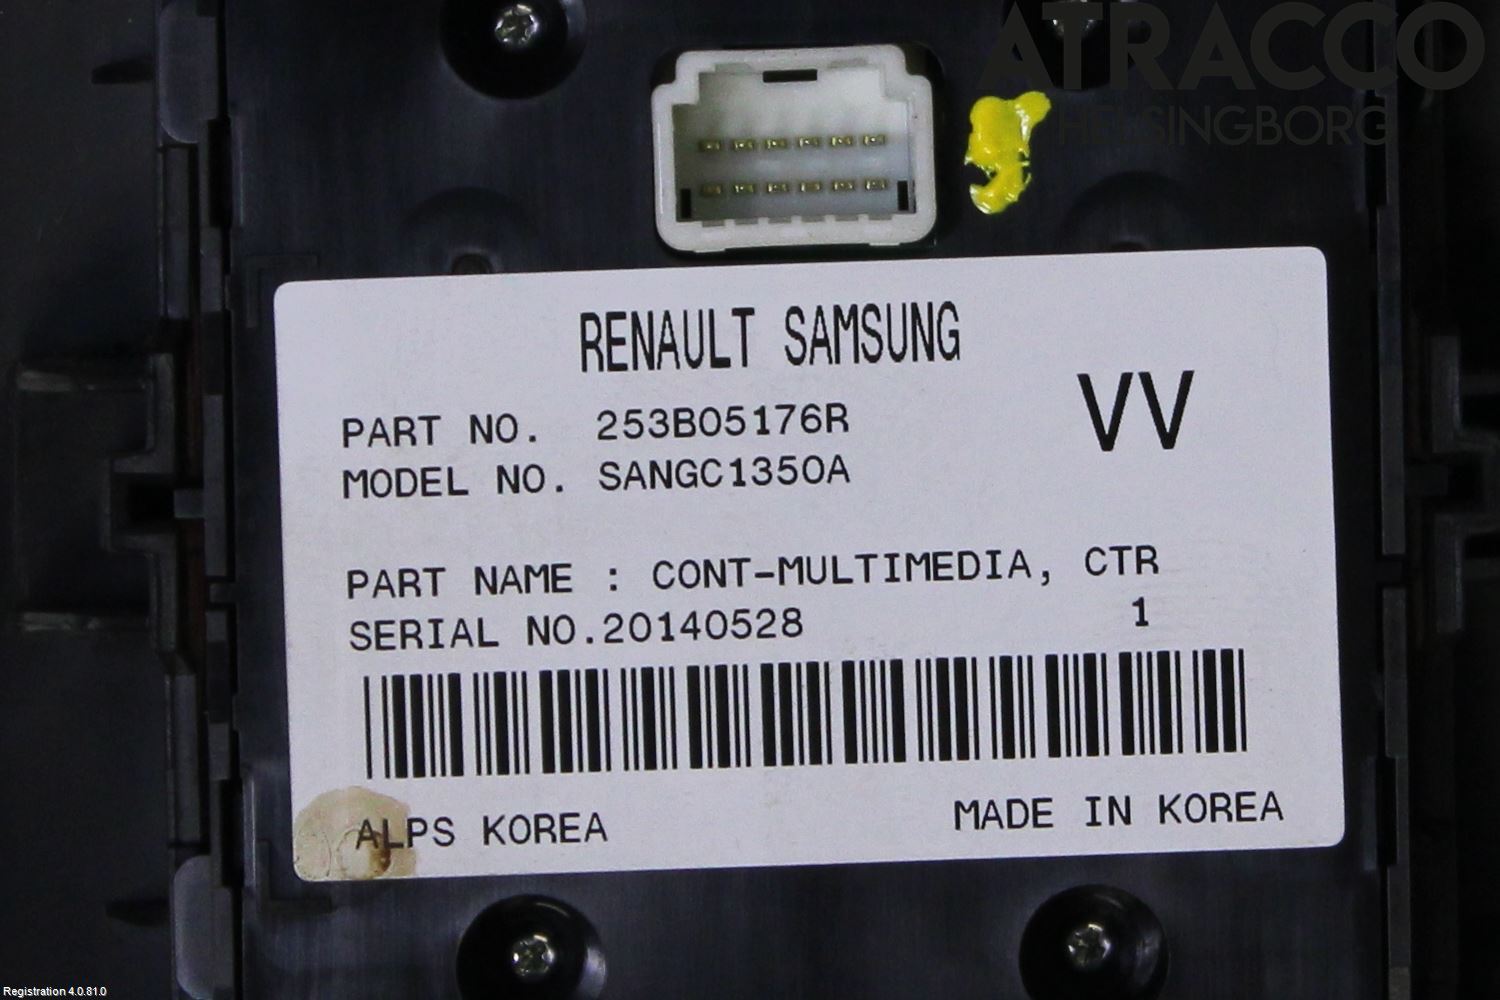 ATRACCO
HELSINGBORG
RENAULT SAMSUNG
PART NO. 253B05176R
VV
MODEL NO. SANGC1350A
PART NAME : CONT-MULTIMEDIA, CTR
SERIAL NO.20140528 1
ALPS KOREA MADE IN KOREA
Registration 4.0.81.0